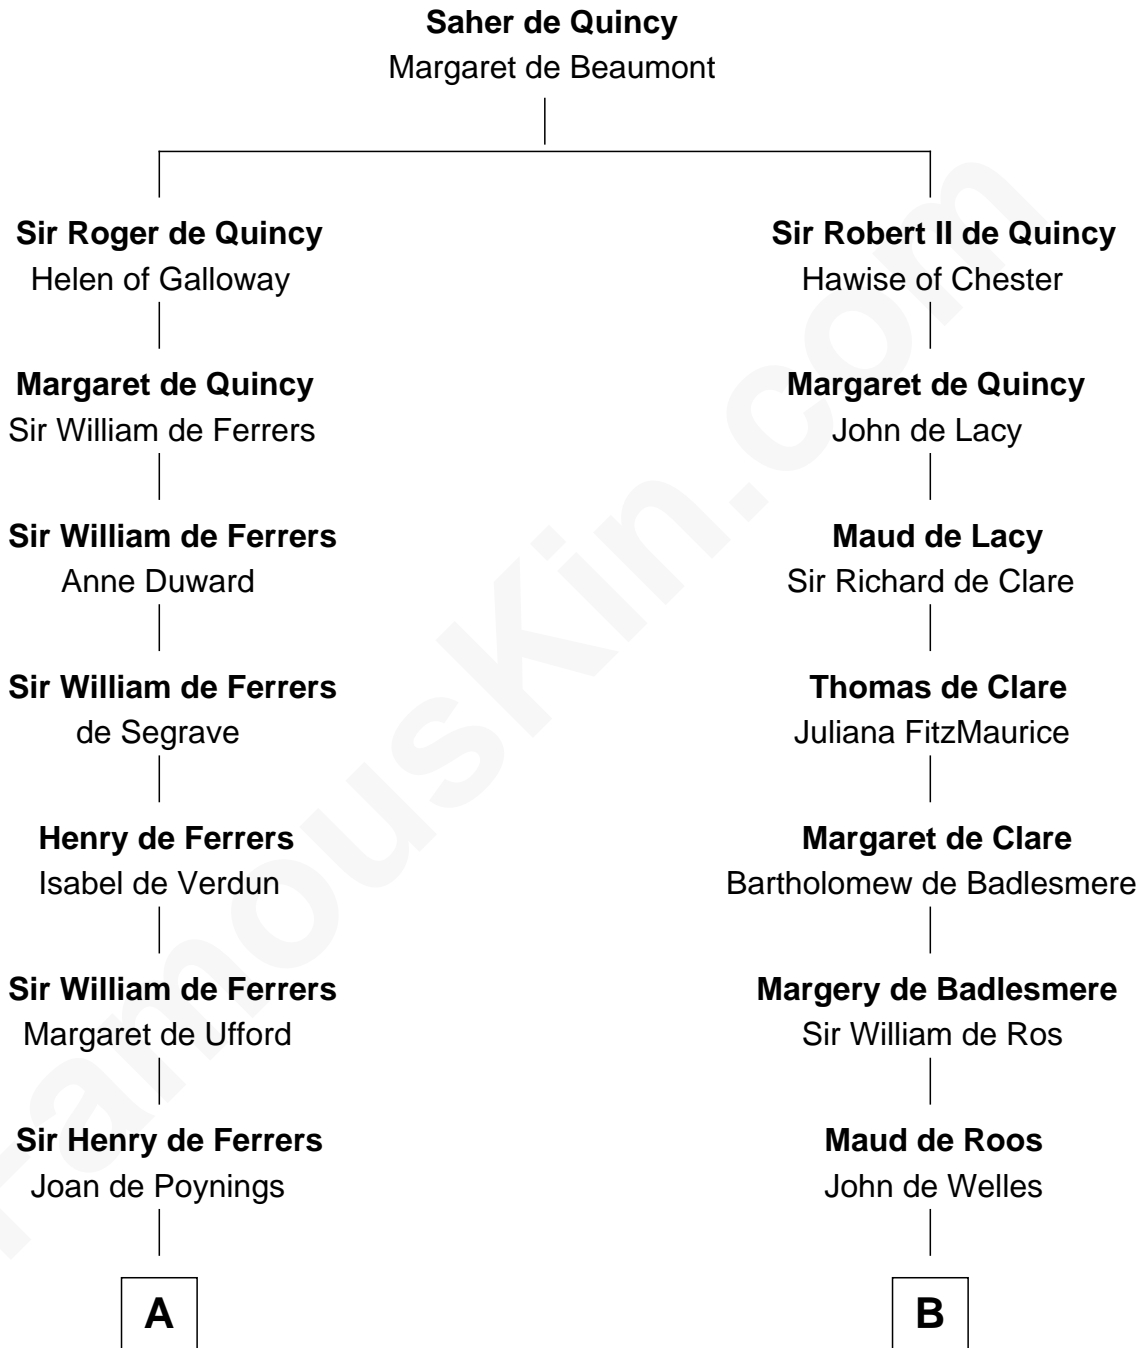 Saher de Quincy
Margaret de Beaumont
Sir Roger de Quincy
Helen of Galloway
Margaret de Quincy
Sir William de Ferrers
Sir William de Ferrers
Anne Duward
Sir William de Ferrers
de Segrave
Henry de Ferrers
Isabel de Verdun
Sir William de Ferrers
Margaret de Ufford
Sir Henry de Ferrers
Joan de Poynings
A
Sir Robert II de Quincy
Hawise of Chester
Margaret de Quincy
John de Lacy
Maud de Lacy
Sir Richard de Clare
Thomas de Clare
Juliana FitzMaurice
Margaret de Clare
Bartholomew de Badlesmere
Margery de Badlesmere
Sir William de Ros
Maud de Roos
John de Welles
B
FamousKin.com